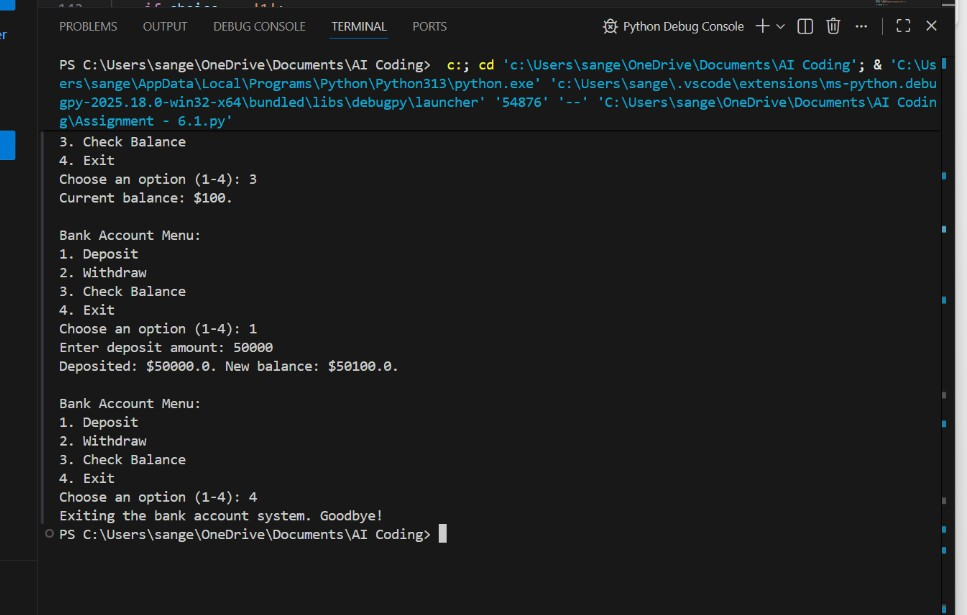 PROBLEMS OUTPUT DEBUG CONSOLE TERMINAL PORTS Python Debug Console
PS C:\Users\sange\OneDrive\Documents\AI Coding>  c:; cd 'c:\Users\sange\OneDrive\Documents\AI Coding'; & 'C:\Us
ers\sange\AppData\Local\Programs\Python\Python313\python.exe' 'c:\Users\sange\.vscode\extensions\ms-python.debu
gpy-2025.18.0-win32-x64\bundled\libs\debugpy\launcher' '54876' '--' 'C:\Users\sange\OneDrive\Documents\AI Codin
g\Assignment - 6.1.py'
3. Check Balance
4. Exit
Choose an option (1-4): 3
Current balance: $100.
Bank Account Menu:
1. Deposit
2. Withdraw
3. Check Balance
4. Exit
Choose an option (1-4): 1
Enter deposit amount: 50000
Deposited: $50000.0. New balance: $50100.0.
Bank Account Menu:
1. Deposit
2. Withdraw
3. Check Balance
4. Exit
Choose an option (1-4): 4
Exiting the bank account system. Goodbye!
PS C:\Users\sange\OneDrive\Documents\AI Coding>